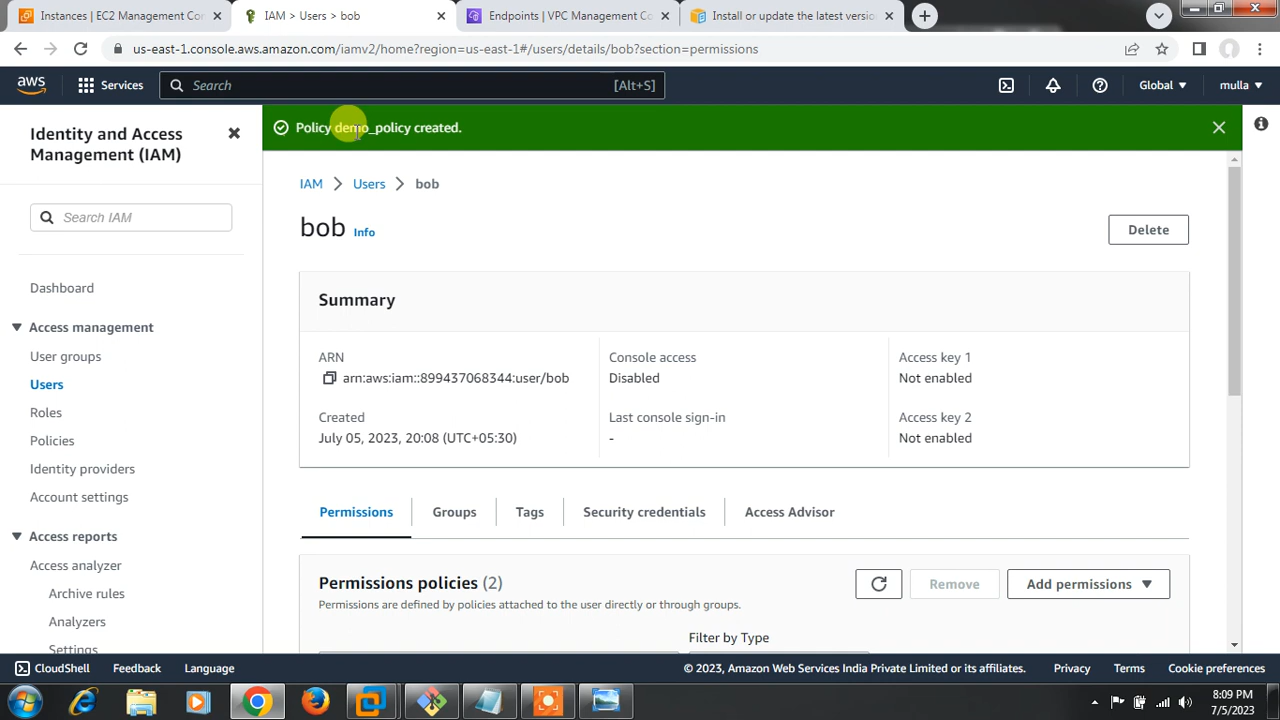 Instances | EC2 Management Co
IAM > Users > bob
Endpoints | VPC Management Co
Install or update the latest versio
us-east-1.console.aws.amazon.com/iamv2/home?region=us-east-1#/users/details/bob?section=permissions
aws
Services
Search
[Alt+S]
Global
mulla
Identity and Access
Management (IAM)
Search IAM
Dashboard
Access management
User groups
Users
Roles
Policies
Identity providers
Account settings
Access reports
Access analyzer
Archive rules
Analyzers
Settings
Policy demo_policy created.
IAM > Users > bob
bob Info
Delete
Summary
ARN
arn:aws:iam::899437068344:user/bob
Console access
Disabled
Access key 1
Not enabled
Created
July 05, 2023, 20:08 (UTC+05:30)
Last console sign-in
-
Access key 2
Not enabled
Permissions
Groups
Tags
Security credentials
Access Advisor
Permissions policies (2)
Permissions are defined by policies attached to the user directly or through groups.
Remove
Add permissions
Filter by Type
CloudShell
Feedback
Language
© 2023, Amazon Web Services India Private Limited or its affiliates.
Privacy
Terms
Cookie preferences
8:09 PM
7/5/2023